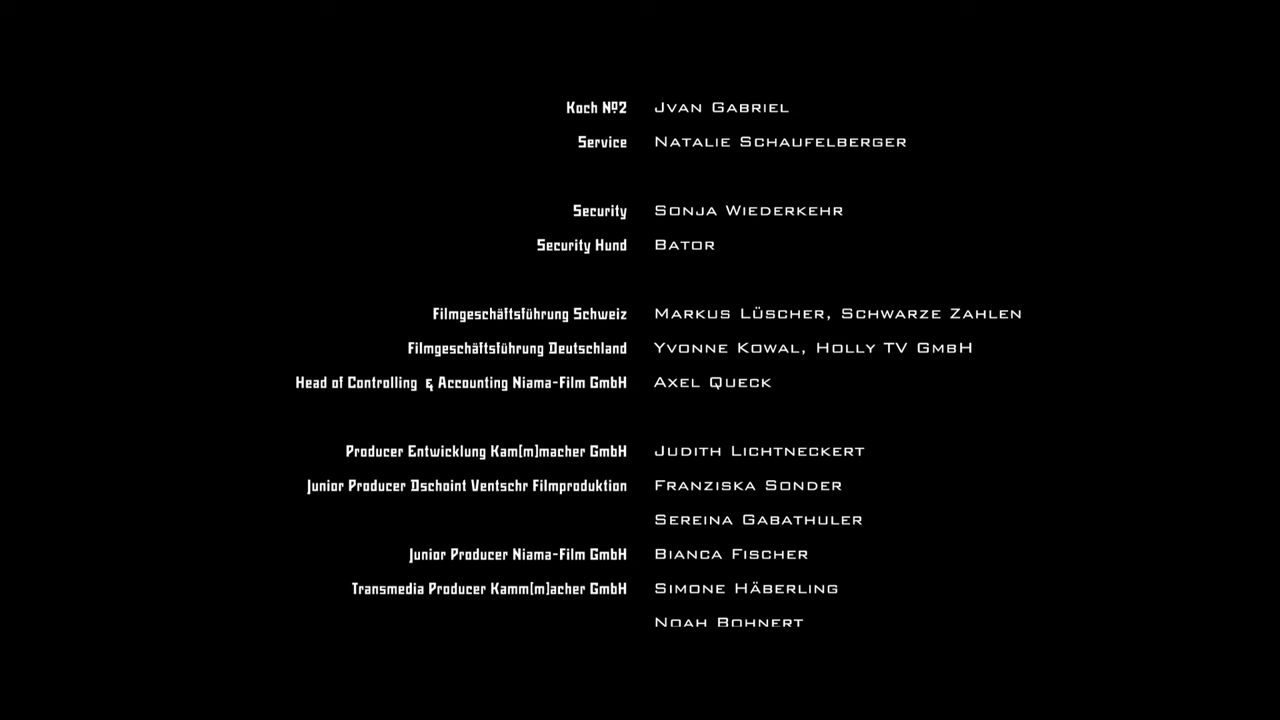 Koch №2 Jvan Gabriel
Service Natalie Schaufelberger
Security Sonja Wiederkehr
Security Hund Bator
Filmgeschäftsführung Schweiz Markus Lüscher, Schwarze Zahlen
Filmgeschäftsführung Deutschland Yvonne Kowal, Holly TV GmbH
Head of Controlling & Accounting Niama-Film GmbH Axel Queck
Producer Entwicklung Kam[m]macher GmbH Judith Lichtneckert
Junior Producer Dschoint Ventschr Filmproduktion Franziska Sonder
Sereina Gabathuler
Junior Producer Niama-Film GmbH Bianca Fischer
Transmedia Producer Kamm[m]acher GmbH Simone Häberling
Noah Bohnert